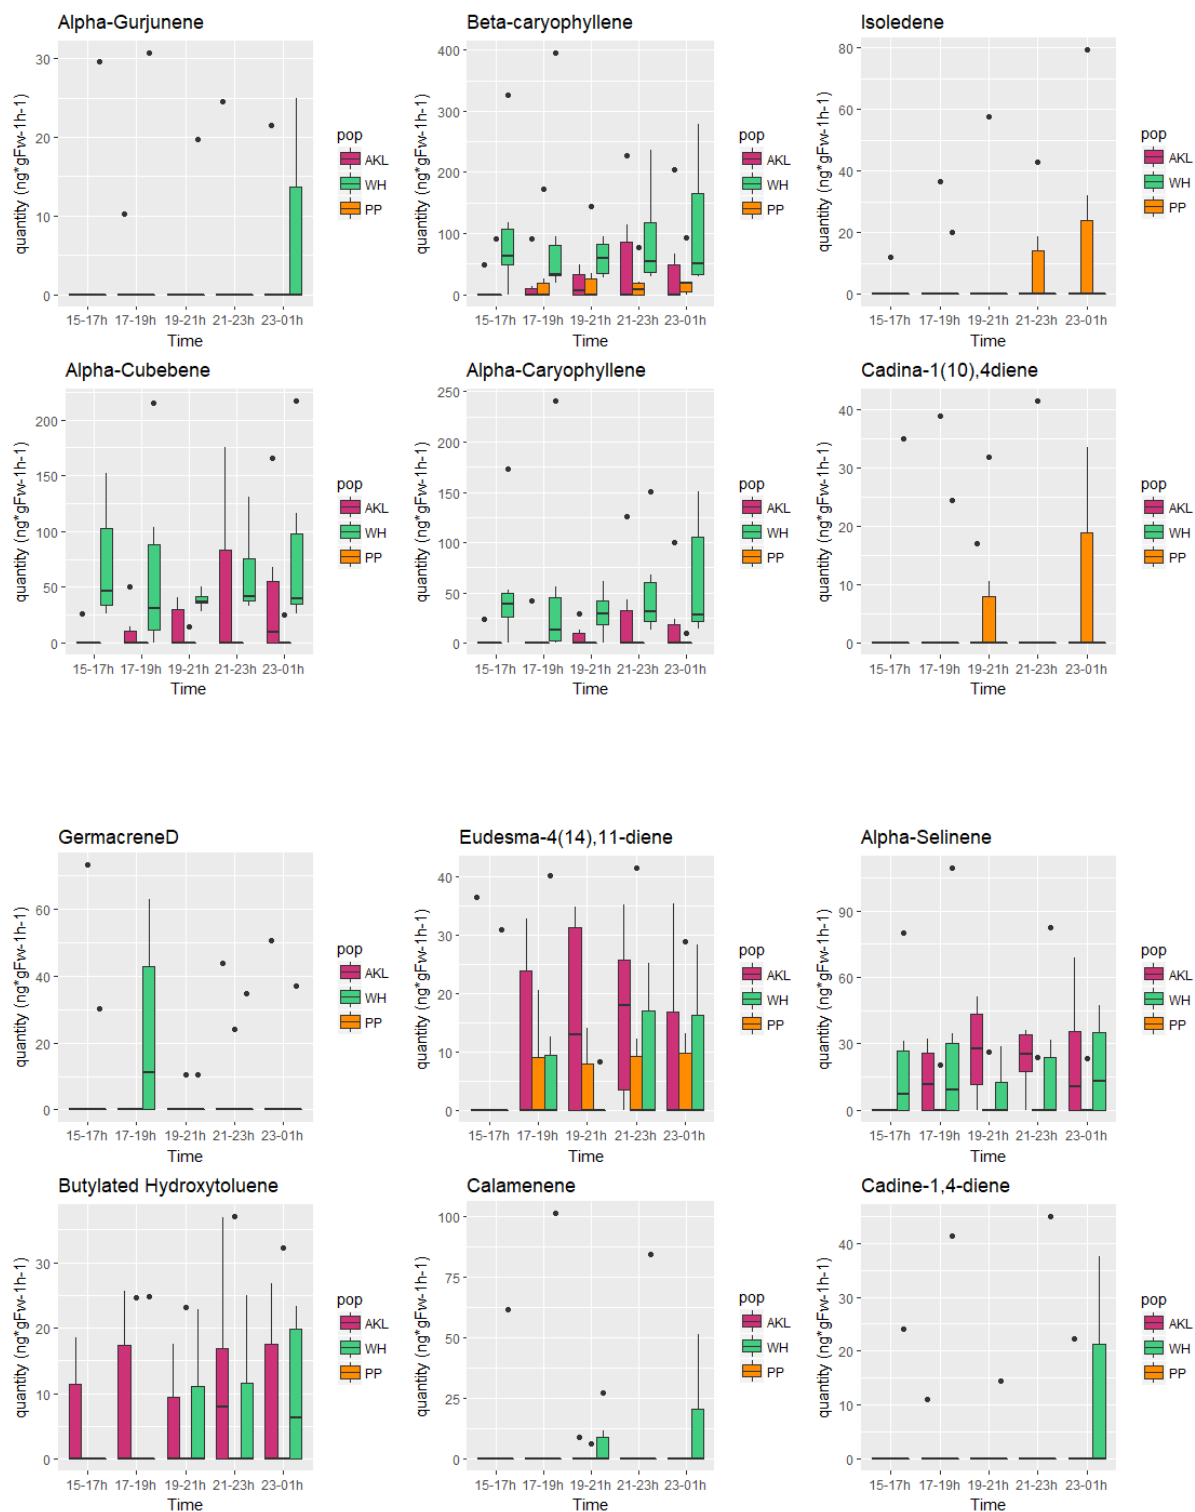 Alpha-Gurjunene
quantity (ng*gFw-1h-1)
30
20
10
0
15-17h 17-19h 19-21h 21-23h 23-01h
Time
pop
AKL
WH
PP
Beta-caryophyllene
quantity (ng*gFw-1h-1)
400
300
200
100
0
15-17h 17-19h 19-21h 21-23h 23-01h
Time
pop
AKL
WH
PP
Isoledene
quantity (ng*gFw-1h-1)
80
60
40
20
0
15-17h 17-19h 19-21h 21-23h 23-01h
Time
pop
AKL
WH
PP
Alpha-Cubebene
quantity (ng*gFw-1h-1)
200
150
100
50
0
15-17h 17-19h 19-21h 21-23h 23-01h
Time
pop
AKL
WH
PP
Alpha-Caryophyllene
quantity (ng*gFw-1h-1)
250
200
150
100
50
0
15-17h 17-19h 19-21h 21-23h 23-01h
Time
pop
AKL
WH
PP
Cadina-1(10),4diene
quantity (ng*gFw-1h-1)
40
30
20
10
0
15-17h 17-19h 19-21h 21-23h 23-01h
Time
pop
AKL
WH
PP
GermacreneD
quantity (ng*gFw-1h-1)
60
40
20
0
15-17h 17-19h 19-21h 21-23h 23-01h
Time
pop
AKL
WH
PP
Eudesma-4(14),11-diene
quantity (ng*gFw-1h-1)
40
30
20
10
0
15-17h 17-19h 19-21h 21-23h 23-01h
Time
pop
AKL
WH
PP
Alpha-Selinene
quantity (ng*gFw-1h-1)
90
60
30
0
15-17h 17-19h 19-21h 21-23h 23-01h
Time
pop
AKL
WH
PP
Butylated Hydroxytoluene
quantity (ng*gFw-1h-1)
30
20
10
0
15-17h 17-19h 19-21h 21-23h 23-01h
Time
pop
AKL
WH
PP
Calamenene
quantity (ng*gFw-1h-1)
100
75
50
25
0
15-17h 17-19h 19-21h 21-23h 23-01h
Time
pop
AKL
WH
PP
Cadine-1,4-diene
quantity (ng*gFw-1h-1)
40
30
20
10
0
15-17h 17-19h 19-21h 21-23h 23-01h
Time
pop
AKL
WH
PP